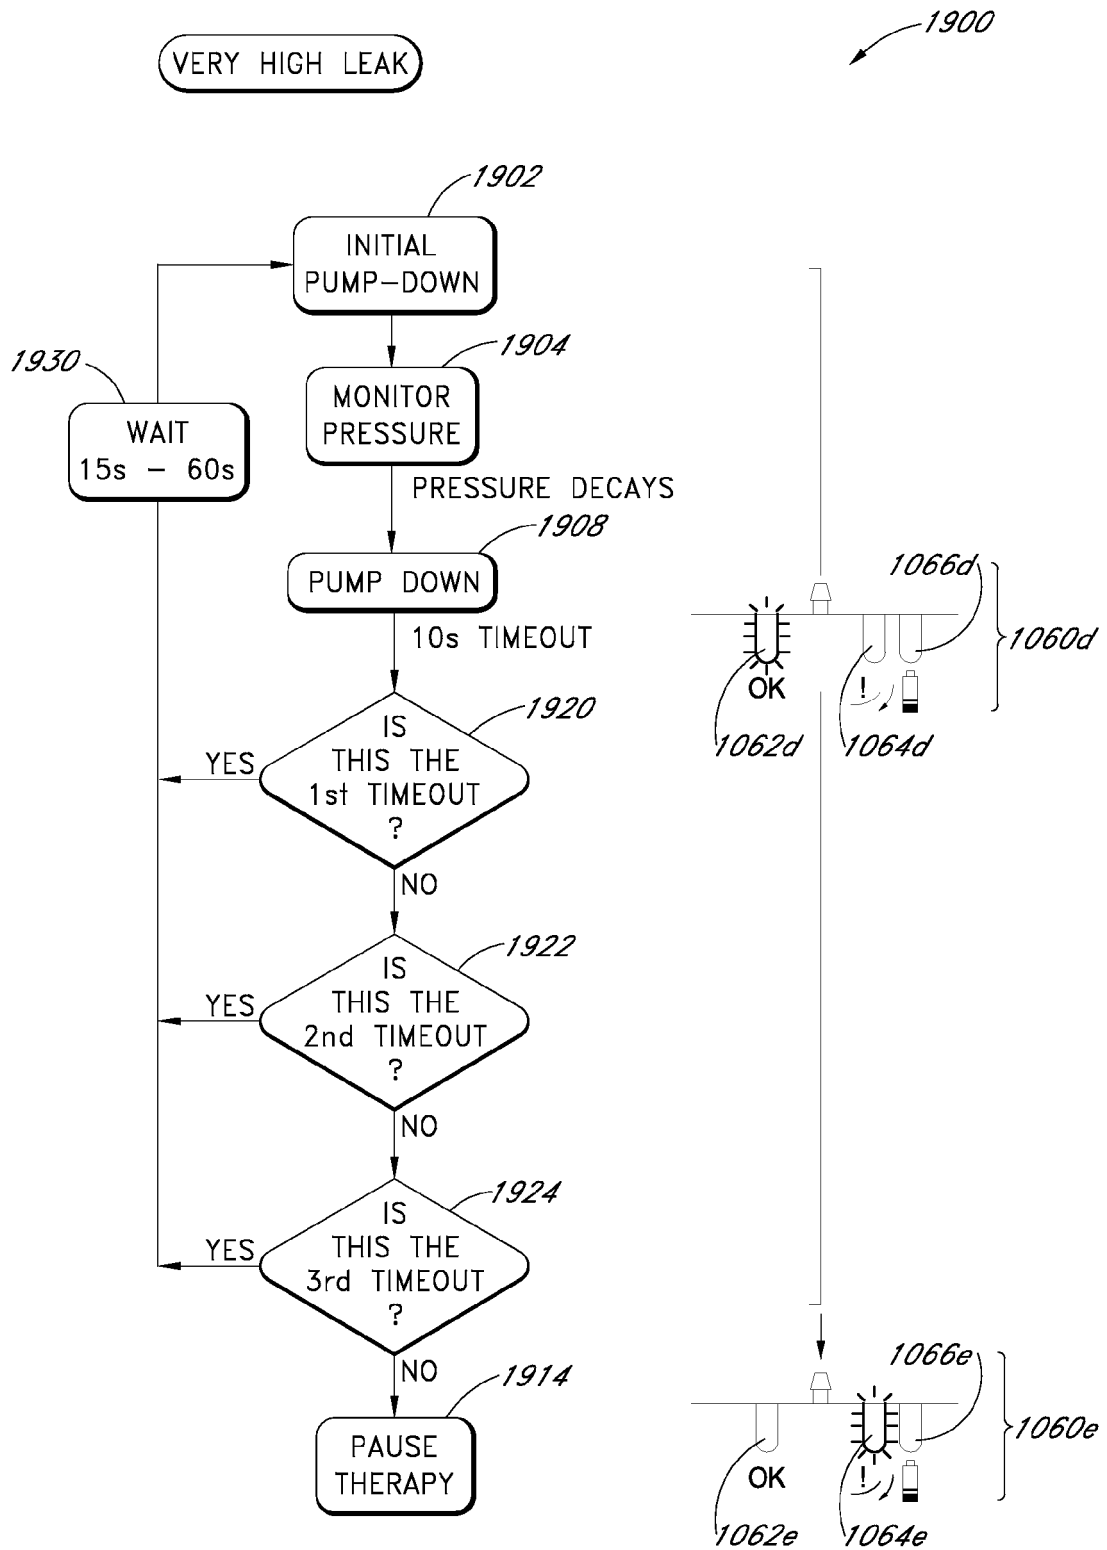 1900
VERY HIGH LEAK
1902
INITIAL
PUMP-DOWN
1904
1930
MONITOR
PRESSURE
WAIT
15s - 60s
PRESSURE DECAYS
1908
PUMP DOWN
10s TIMEOUT
1066d
1060d
OK
!
1062d
1064d
1920
IS
THIS THE
1st TIMEOUT
?
YES
NO
1922
IS
THIS THE
2nd TIMEOUT
?
YES
NO
1924
IS
THIS THE
3rd TIMEOUT
?
YES
NO
1914
PAUSE
THERAPY
1066e
1060e
OK
!
1062e
1064e